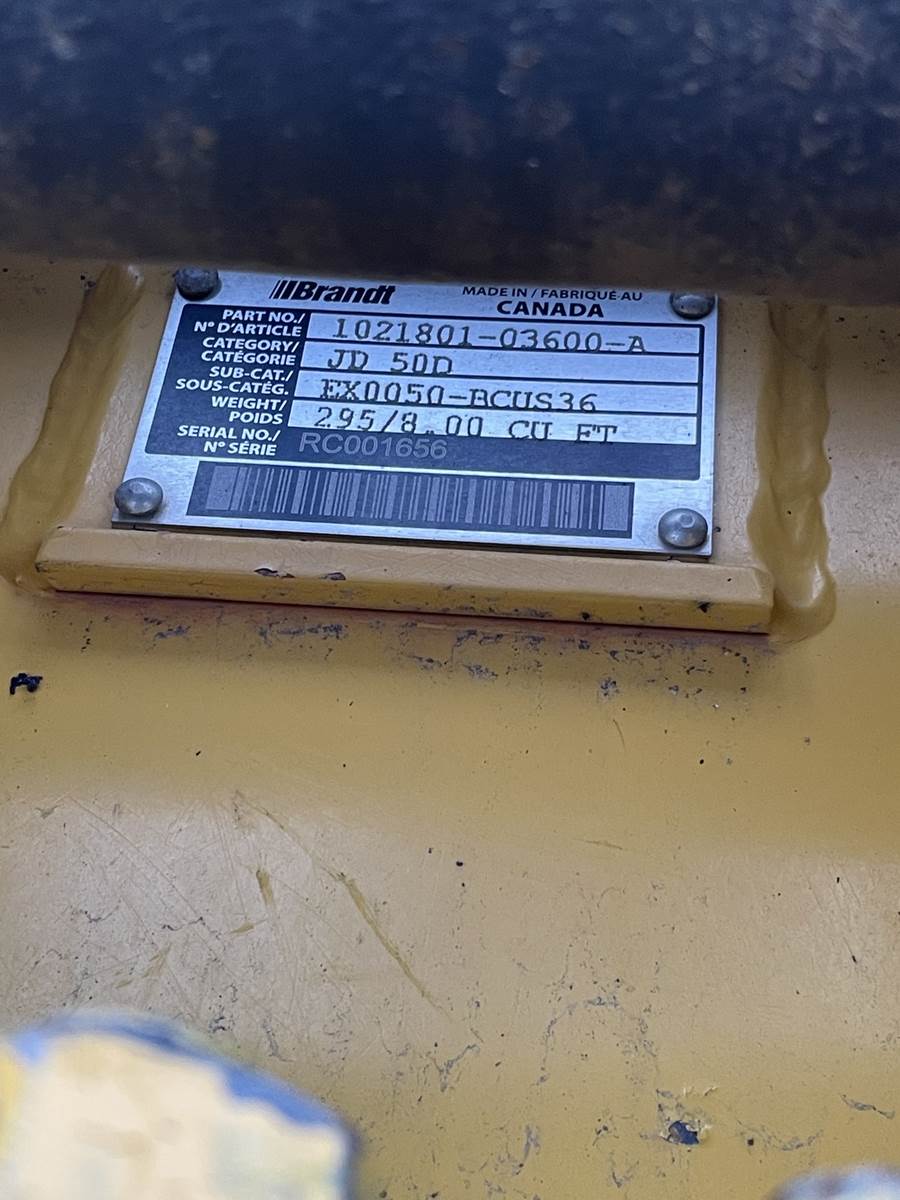 Brandt
MADE IN / FABRIQUÉ AU
CANADA
PART NO./
N° D'ARTICLE
1021801-03600-A
CATEGORY/
CATÉGORIE
JD 50D
SUB-CAT./
SOUS-CATÉG.
EX0050-BCUS36
WEIGHT/
POIDS
295/8.00 CU FT
SERIAL NO./
N° SÉRIE
RC001656